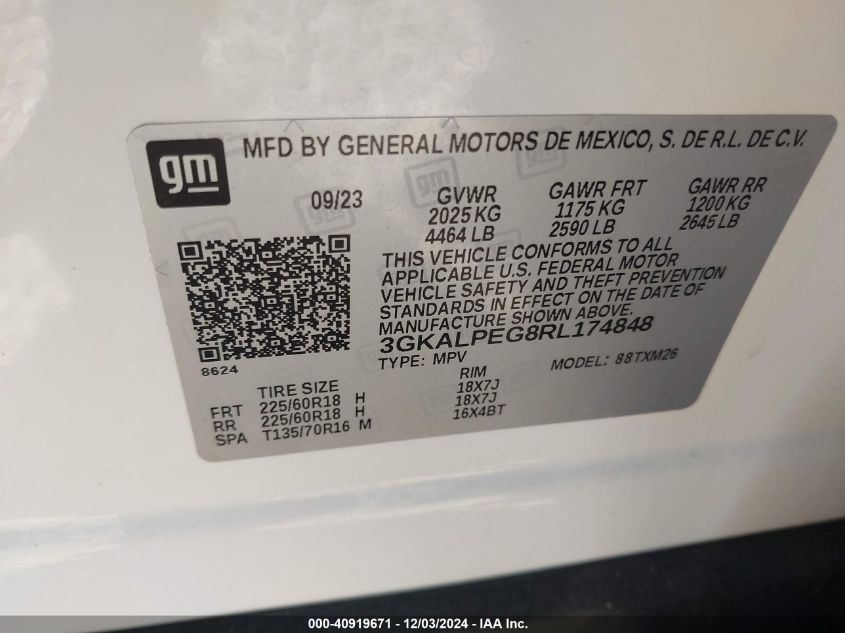 gm
MFD BY GENERAL MOTORS DE MEXICO, S. DE R.L. DE C.V.
09/23
GVWR
2025 KG
4464 LB
GAWR FRT
1175 KG
2590 LB
GAWR RR
1200 KG
2645 LB
THIS VEHICLE CONFORMS TO ALL
APPLICABLE U.S. FEDERAL MOTOR
VEHICLE SAFETY AND THEFT PREVENTION
STANDARDS IN EFFECT ON THE DATE OF
MANUFACTURE SHOWN ABOVE.
3GKALPEG8RL174848
TYPE: MPV MODEL: 88TXM26
8624
TIRE SIZE RIM
FRT 225/60R18 H 18X7J
RR 225/60R18 H 18X7J
SPA T135/70R16 M 16X4BT
000-40919671 - 12/03/2024 - IAA Inc.